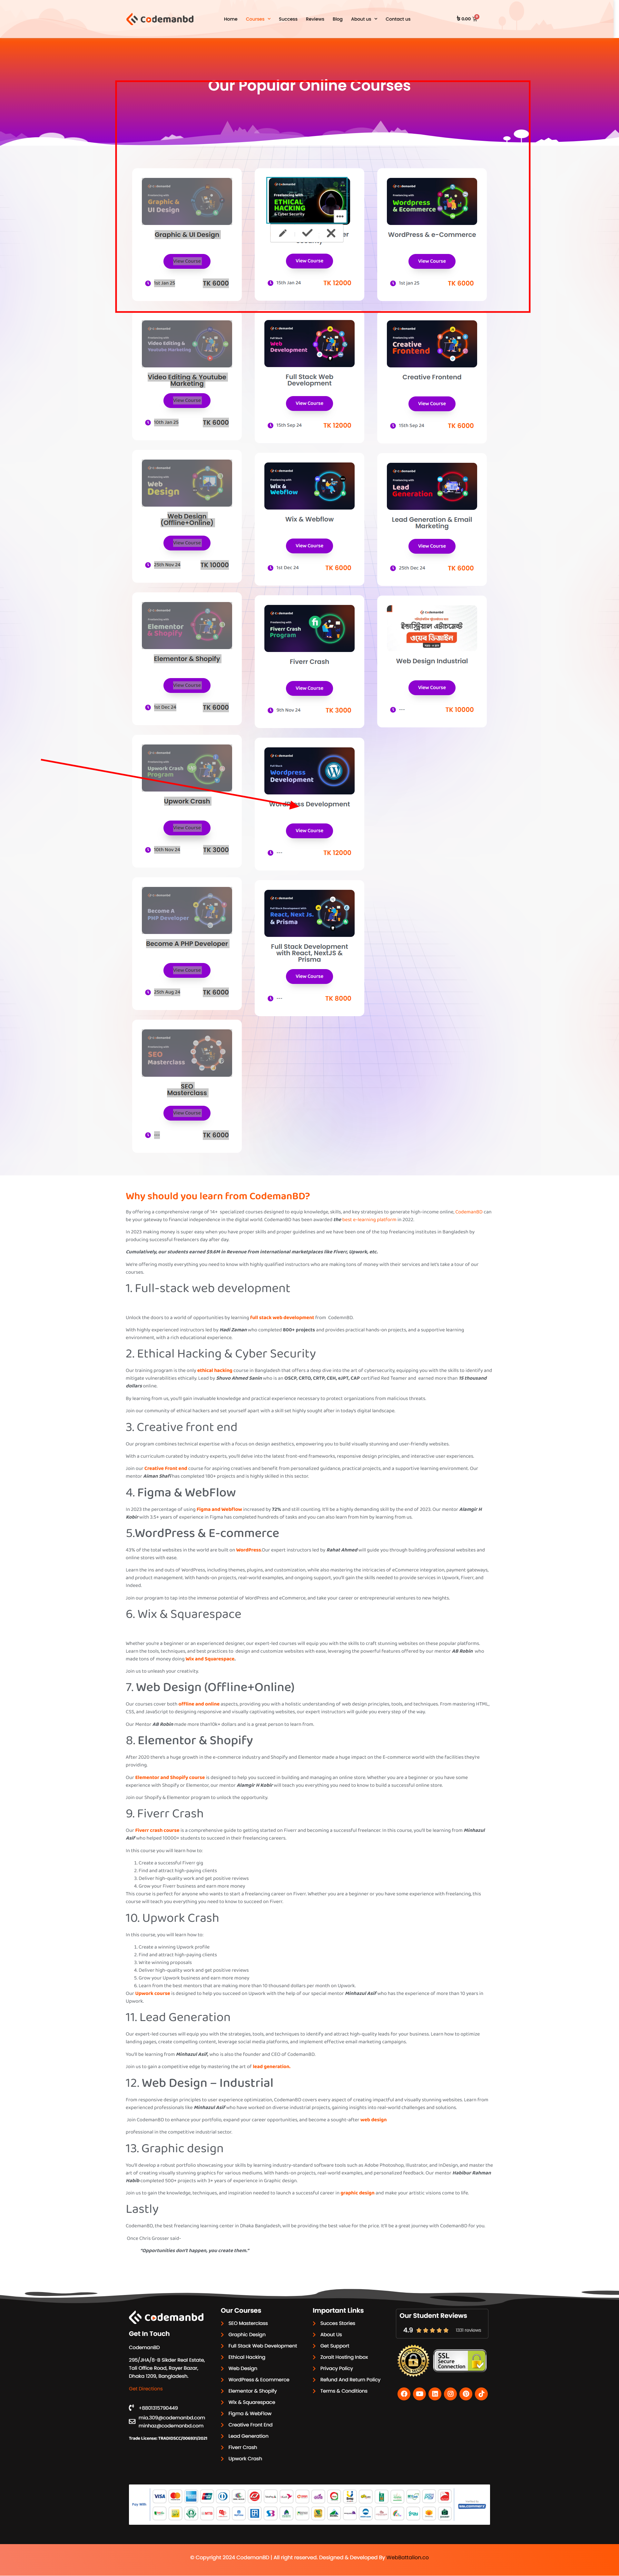 Codemanbd
Home Courses Success Reviews Blog About us Contact us
৳ 0.00
Our Popular Online Courses
Graphic & UI Design
View Course
1st Jan 25 TK 6000
ETHICAL HACKING
& Cyber Security
View Course
15th Jan 24 TK 12000
WordPress & e-Commerce
View Course
1st jan 25 TK 6000
Video Editing & Youtube
Marketing
View Course
10th Jan 25 TK 6000
Full Stack Web
Development
View Course
15th Sep 24 TK 12000
Creative Frontend
View Course
15th Sep 24 TK 6000
Web Design
(Offline+Online)
View Course
25th Nov 24 TK 10000
Wix & Webflow
View Course
1st Dec 24 TK 6000
Lead Generation & Email
Marketing
View Course
25th Dec 24 TK 6000
Elementor & Shopify
View Course
1st Dec 24 TK 6000
Fiverr Crash
View Course
9th Nov 24 TK 3000
Web Design Industrial
View Course
--- TK 10000
Upwork Crash
View Course
10th Nov 24 TK 3000
WordPress Development
View Course
--- TK 12000
Become A PHP Developer
View Course
25th Aug 24 TK 6000
Full Stack Development
with React, NextJS &
Prisma
View Course
--- TK 8000
SEO
Masterclass
View Course
--- TK 6000
Why should you learn from CodemanBD?
By offering a comprehensive range of 14+ specialized courses designed to equip knowledge, skills, and key strategies to generate high-income online, CodemanBD can
be your gateway to financial independence in the digital world. CodemanBD has been awarded the best e-learning platform in 2022.
In 2023 making money is super easy when you have proper skills and proper guidelines and we have been one of the top freelancing institutes in Bangladesh by
producing successful freelancers day after day.
Cumulatively, our students earned $9.6M in Revenue from international marketplaces like Fiverr, Upwork, etc.
We're offering mostly everything you need to know with highly qualified instructors who are making tons of money with their services and let's take a tour of our
courses.
1. Full-stack web development
Unlock the doors to a world of opportunities by learning full stack web development from CodemnBD.
With highly experienced instructors led by Hadi Zaman who completed 800+ projects and provides practical hands-on projects, and a supportive learning
environment, with a rich educational experience.
2. Ethical Hacking & Cyber Security
Our training program is the only ethical hacking course in Bangladesh that offers a deep dive into the art of cybersecurity, equipping you with the skills to identify and
mitigate vulnerabilities ethically. Lead by Shuvo Ahmed Sanin who is an OSCP, CRTO, CRTP, CEH, eJPT, CAP certified Red Teamer and earned more than 15 thousand
dollars online.
By learning from us, you'll gain invaluable knowledge and practical experience necessary to protect organizations from malicious threats.
Join our community of ethical hackers and set yourself apart with a skill set highly sought after in today's digital landscape.
3. Creative front end
Our program combines technical expertise with a focus on design aesthetics, empowering you to build visually stunning and user-friendly websites.
With a curriculum curated by industry experts, you'll delve into the latest front-end frameworks, responsive design principles, and interactive user experiences.
Join our Creative Front end course for aspiring creatives and benefit from personalized guidance, practical projects, and a supportive learning environment. Our
mentor Aiman Shafi has completed 180+ projects and is highly skilled in this sector.
4. Figma & WebFlow
In 2023 the percentage of using Figma and Webflow increased by 72% and still counting. It'll be a highly demanding skill by the end of 2023. Our mentor Alamgir H
Kobir with 3.5+ years of experience in Figma has completed hundreds of tasks and you can also learn from him by learning from us.
5.WordPress & E-commerce
43% of the total websites in the world are built on WordPress.Our expert instructors led by Rahat Ahmed will guide you through building professional websites and
online stores with ease.
Learn the ins and outs of WordPress, including themes, plugins, and customization, while also mastering the intricacies of eCommerce integration, payment gateways,
and product management. With hands-on projects, real-world examples, and ongoing support, you'll gain the skills needed to provide services in Upwork, Fiverr, and
Indeed.
Join our program to tap into the immense potential of WordPress and eCommerce, and take your career or entrepreneurial ventures to new heights.
6. Wix & Squarespace
Whether you're a beginner or an experienced designer, our expert-led courses will equip you with the skills to craft stunning websites on these popular platforms.
Learn the tools, techniques, and best practices to design and customize websites with ease, leveraging the powerful features offered by our mentor AB Robin who
made tons of money doing Wix and Squarespace.
Join us to unleash your creativity.
7. Web Design (Offline+Online)
Our courses cover both offline and online aspects, providing you with a holistic understanding of web design principles, tools, and techniques. From mastering HTML,
CSS, and JavaScript to designing responsive and visually captivating websites, our expert instructors will guide you every step of the way.
Our Mentor AB Robin made more than10k+ dollars and is a great person to learn from.
8. Elementor & Shopify
After 2020 there's a huge growth in the e-commerce industry and Shopify and Elementor made a huge impact on the E-commerce world with the facilities they're
providing.
Our Elementor and Shopify course is designed to help you succeed in building and managing an online store. Whether you are a beginner or you have some
experience with Shopify or Elementor, our mentor Alamgir H Kobir will teach you everything you need to know to build a successful online store.
Join our Shopify & Elementor program to unlock the opportunity.
9. Fiverr Crash
Our Fiverr crash course is a comprehensive guide to getting started on Fiverr and becoming a successful freelancer. In this course, you'll be learning from Minhazul
Asif who helped 10000+ students to succeed in their freelancing careers.
In this course you will learn how to:
1. Create a successful Fiverr gig
2. Find and attract high-paying clients
3. Deliver high-quality work and get positive reviews
4. Grow your Fiverr business and earn more money
This course is perfect for anyone who wants to start a freelancing career on Fiverr. Whether you are a beginner or you have some experience with freelancing, this
course will teach you everything you need to know to succeed on Fiverr.
10. Upwork Crash
In this course, you will learn how to:
1. Create a winning Upwork profile
2. Find and attract high-paying clients
3. Write winning proposals
4. Deliver high-quality work and get positive reviews
5. Grow your Upwork business and earn more money
6. Learn from the best mentors that are making more than 10 thousand dollars per month on Upwork.
Our Upwork course is designed to help you succeed on Upwork with the help of our special mentor Minhazul Asif who has the experience of more than 10 years in
Upwork.
11. Lead Generation
Our expert-led courses will equip you with the strategies, tools, and techniques to identify and attract high-quality leads for your business. Learn how to optimize
landing pages, create compelling content, leverage social media platforms, and implement effective email marketing campaigns.
You'll be learning from Minhazul Asif, who is also the founder and CEO of CodemanBD.
Join us to gain a competitive edge by mastering the art of lead generation.
12. Web Design – Industrial
From responsive design principles to user experience optimization, CodemanBD covers every aspect of creating impactful and visually stunning websites. Learn from
experienced professionals like Minhazul Asif who have worked on diverse industrial projects, gaining insights into real-world challenges and solutions.
Join CodemanBD to enhance your portfolio, expand your career opportunities, and become a sought-after web design
professional in the competitive industrial sector.
13. Graphic design
You'll develop a robust portfolio showcasing your skills by learning industry-standard software tools such as Adobe Photoshop, Illustrator, and InDesign, and master the
art of creating visually stunning graphics for various mediums. With hands-on projects, real-world examples, and personalized feedback. Our mentor Habibur Rahman
Habib completed 500+ projects with 3+ years of experience in Graphic design.
Join us to gain the knowledge, techniques, and inspiration needed to launch a successful career in graphic design and make your artistic visions come to life.
Lastly
CodemanBD, the best freelancing learning center in Dhaka Bangladesh, will be providing the best value for the price. It'll be a great journey with CodemanBD for you.
Once Chris Grosser said-
"Opportunities don't happen, you create them."
Codemanbd
Get In Touch
CodemanBD
295/JHA/8-B Silkder Real Estate,
Tali Office Road, Rayer Bazar,
Dhaka 1209, Bangladesh.
Get Directions
+8801315790449
mia.309@codemanbd.com
minhaz@codemanbd.com
Our Courses
SEO Masterclass
Graphic Design
Full Stack Web Development
Ethical Hacking
Web Design
WordPress & Ecommerce
Elementor & Shopify
Wix & Squarespace
Figma & WebFlow
Creative Front End
Lead Generation
Fiverr Crash
Upwork Crash
Important Links
Succes Stories
About Us
Get Support
Zorait Hosting Inbox
Privacy Policy
Refund And Return Policy
Terms & Conditions
Our Student Reviews
4.9 1331 reviews
SSL
Secure
Connection
Pay With
VISA
© Copyright 2024 CodemanBD | All right reserved. Designed & Developed By WebBattalion.co